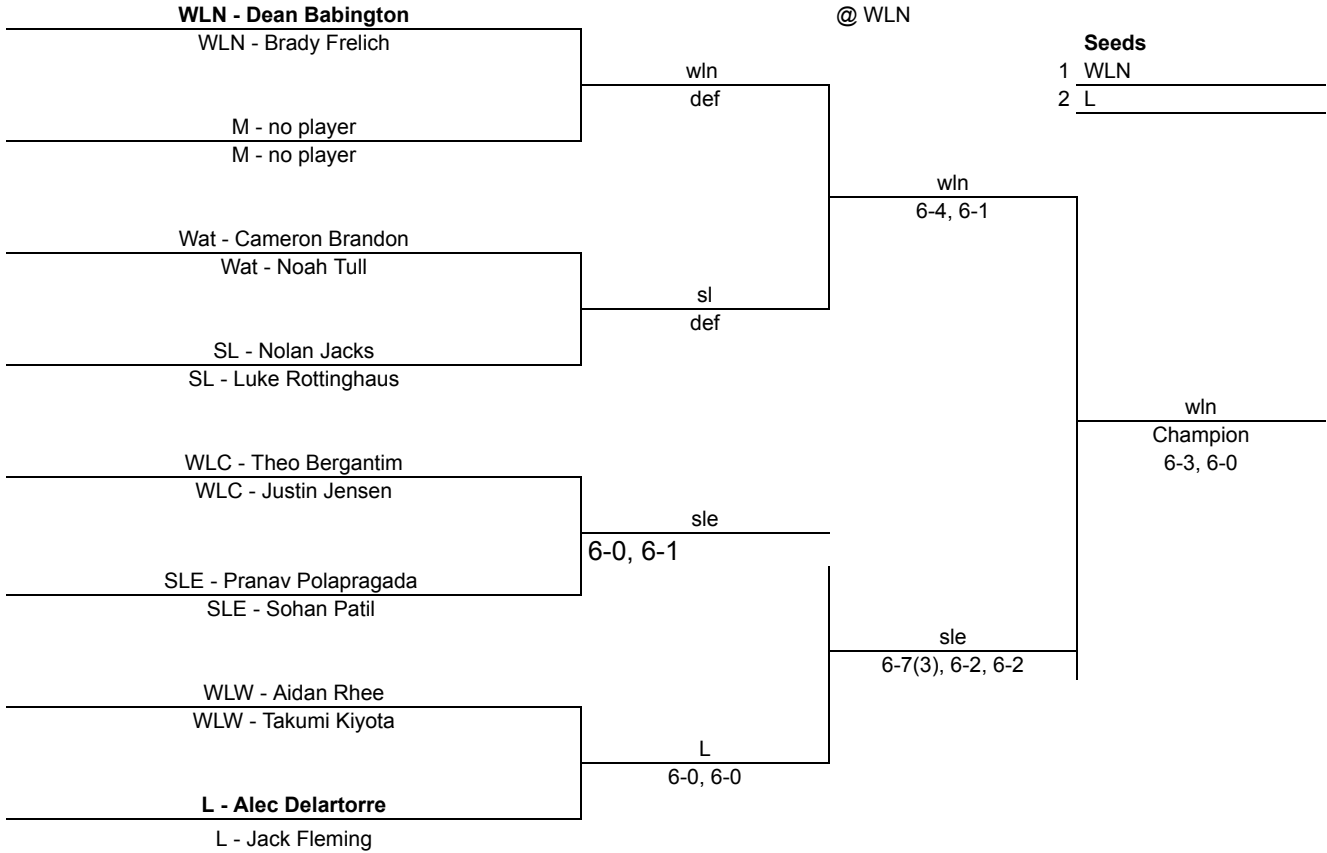 WLN - Dean Babington
@ WLN
WLN - Brady Frelich
Seeds
wln
1 WLN
def
2 L
M - no player
M - no player
wln
6-4, 6-1
Wat - Cameron Brandon
Wat - Noah Tull
sl
def
SL - Nolan Jacks
SL - Luke Rottinghaus
wln
Champion
6-3, 6-0
WLC - Theo Bergantim
WLC - Justin Jensen
sle
6-0, 6-1
SLE - Pranav Polapragada
SLE - Sohan Patil
sle
6-7(3), 6-2, 6-2
WLW - Aidan Rhee
WLW - Takumi Kiyota
L
6-0, 6-0
L - Alec Delartorre
L - Jack Fleming